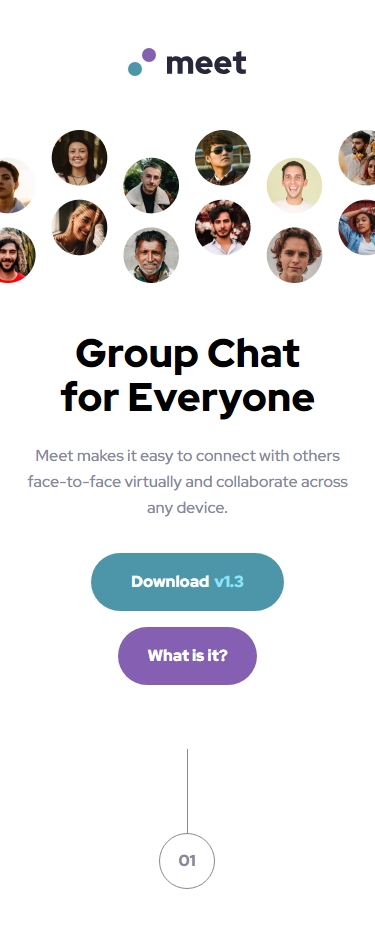 meet
Group Chat
for Everyone
Meet makes it easy to connect with others
face-to-face virtually and collaborate across
any device.
Download v1.3
What is it?
01